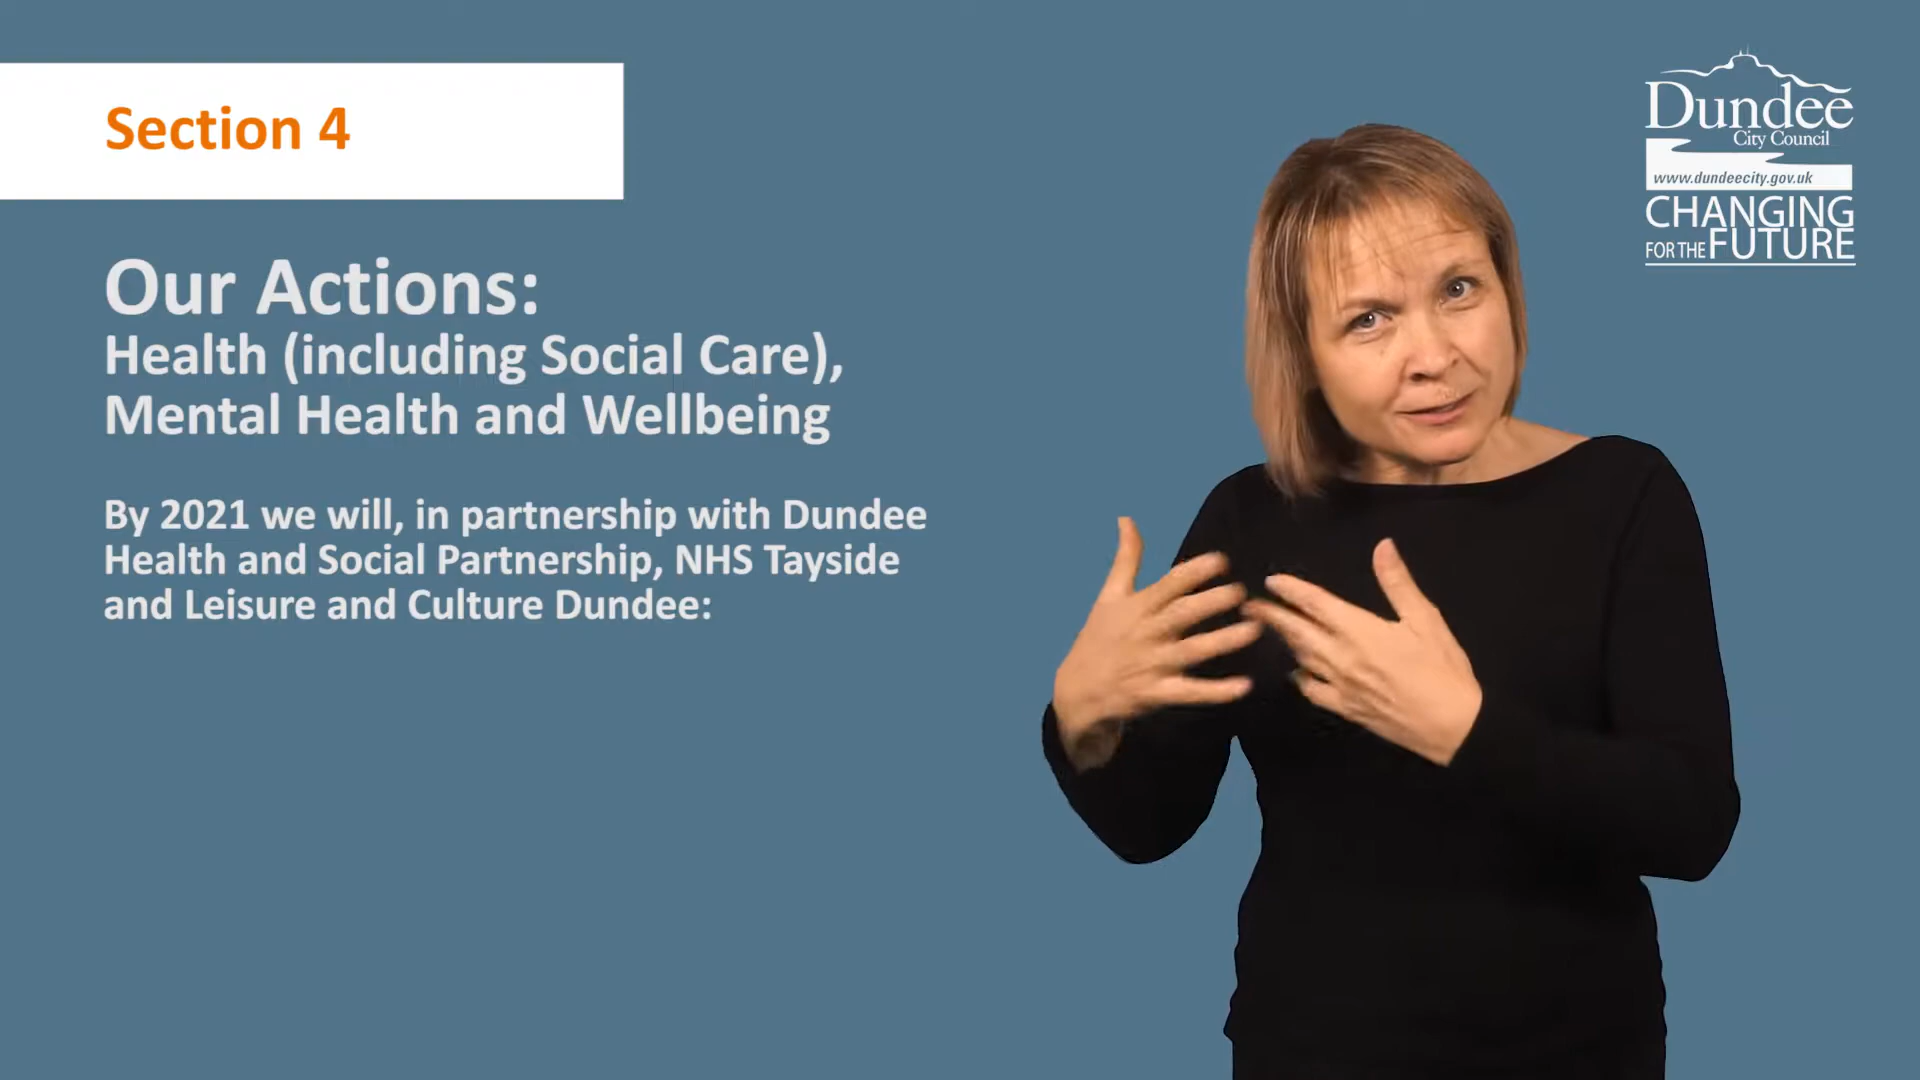 Section 4
Our Actions:
Health (including Social Care),
Mental Health and Wellbeing
By 2021 we will, in partnership with Dundee
Health and Social Partnership, NHS Tayside
and Leisure and Culture Dundee:
Dundee
City Council
www.dundeecity.gov.uk
CHANGING
FOR THE FUTURE